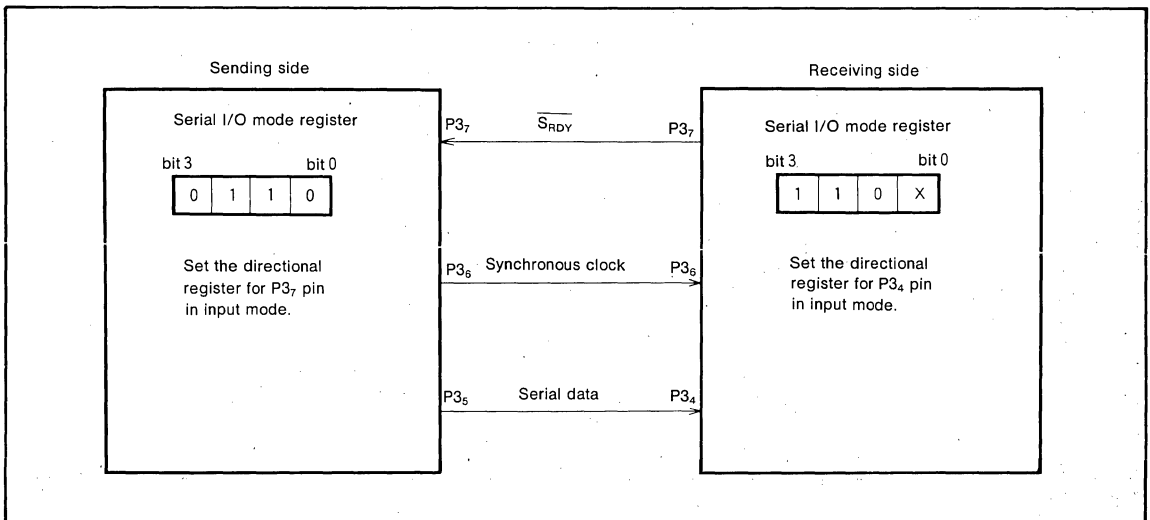 Sending side
Serial I/O mode register
bit 3 bit 0
0 1 1 0
Set the directional
register for P3₇ pin
in input mode.
P3₇ S̅R̅D̅Y̅ P3₇
P3₆ Synchronous clock P3₆
P3₅ Serial data P3₄
Receiving side
Serial I/O mode register
bit 3 bit 0
1 1 0 X
Set the directional
register for P3₄ pin
in input mode.